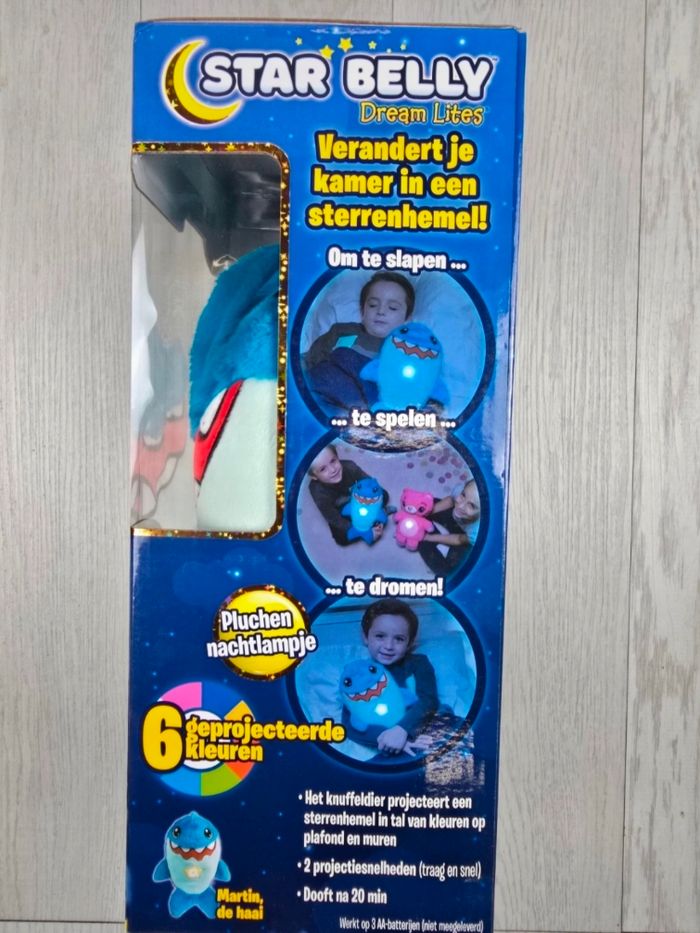 STAR BELLY™
Dream Lites
Verandert je
kamer in een
sterrenhemel!
Om te slapen ...
... te spelen ...
... te dromen!
Pluchen
nachtlampje
6 geprojecteerde
kleuren
• Het knuffeldier projecteert een
sterrenhemel in tal van kleuren op
plafond en muren
• 2 projectiesnelheden (traag en snel)
• Dooft na 20 min
Martin,
de haai
Werkt op 3 AA-batterijen (niet meegeleverd)